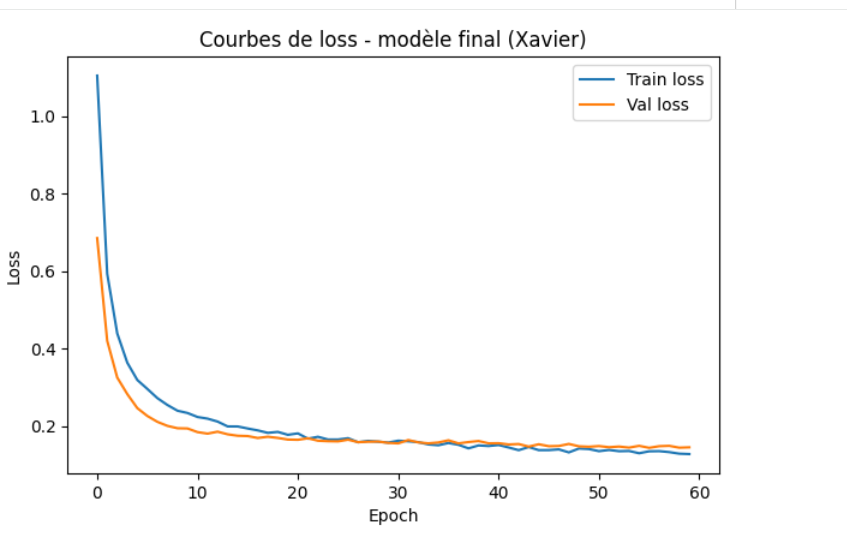 Courbes de loss - modèle final (Xavier)
Train loss
Val loss
1.0
0.8
0.6
0.4
0.2
Loss
0 10 20 30 40 50 60
Epoch